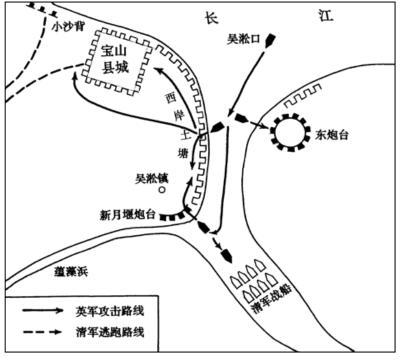 长 江
小沙背
吴淞口
宝山
县城
西岸土塘
东炮台
吴淞镇
新月堰炮台
蕴藻浜
清军战船
英军攻击路线
清军逃跑路线